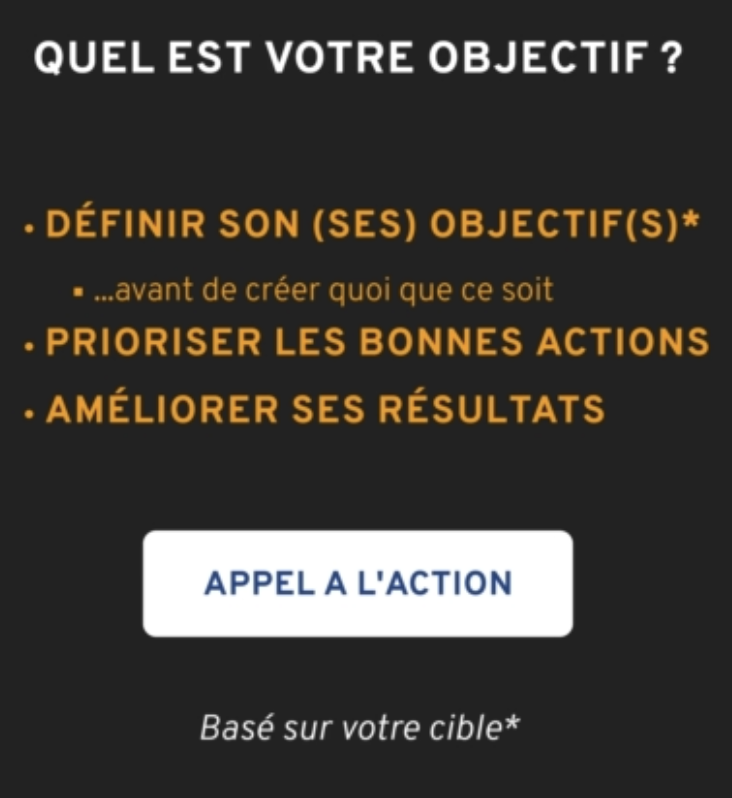 QUEL EST VOTRE OBJECTIF ?
• DÉFINIR SON (SES) OBJECTIF(S)*
▪ ...avant de créer quoi que ce soit
• PRIORISER LES BONNES ACTIONS
• AMÉLIORER SES RÉSULTATS
APPEL A L'ACTION
Basé sur votre cible*